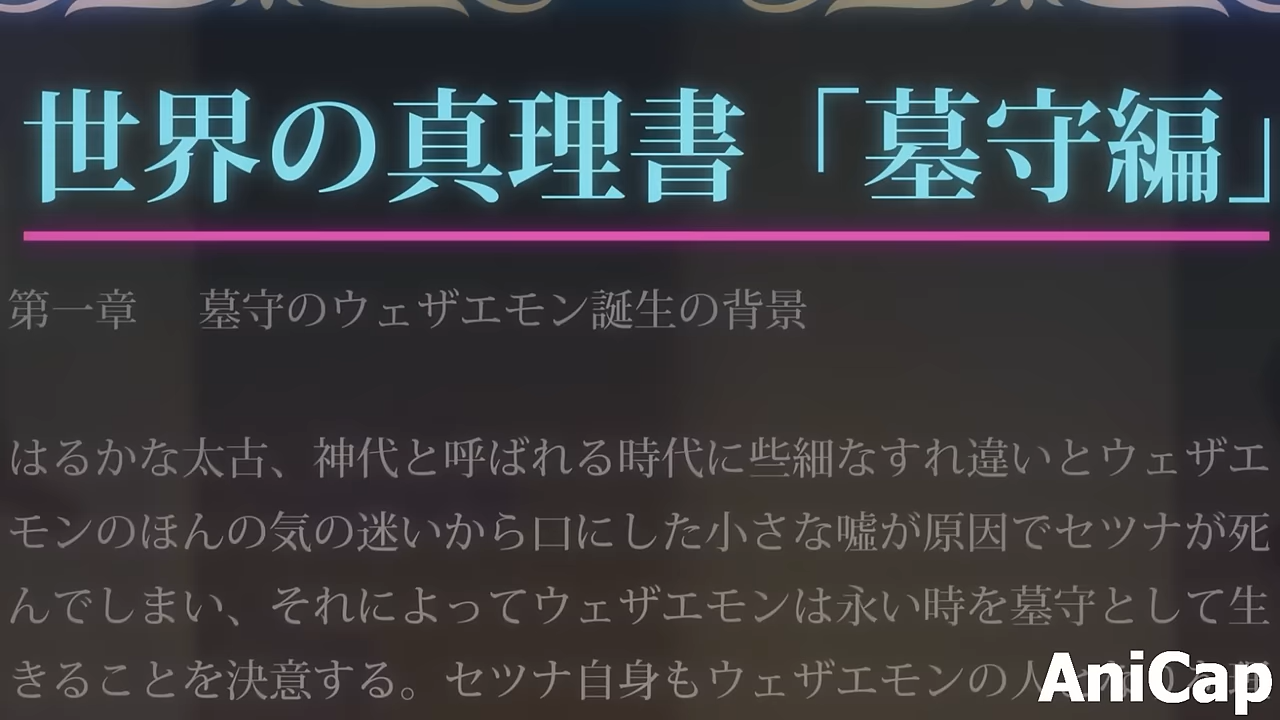 世界の真理書「墓守編」
第一章　墓守のウェザエモン誕生の背景
はるかな太古、神代と呼ばれる時代に些細なすれ違いとウェザエ
モンのほんの気の迷いから口にした小さな嘘が原因でセツナが死
んでしまい、それによってウェザエモンは永い時を墓守として生
きることを決意する。セツナ自身もウェザエモンの人
AniCap